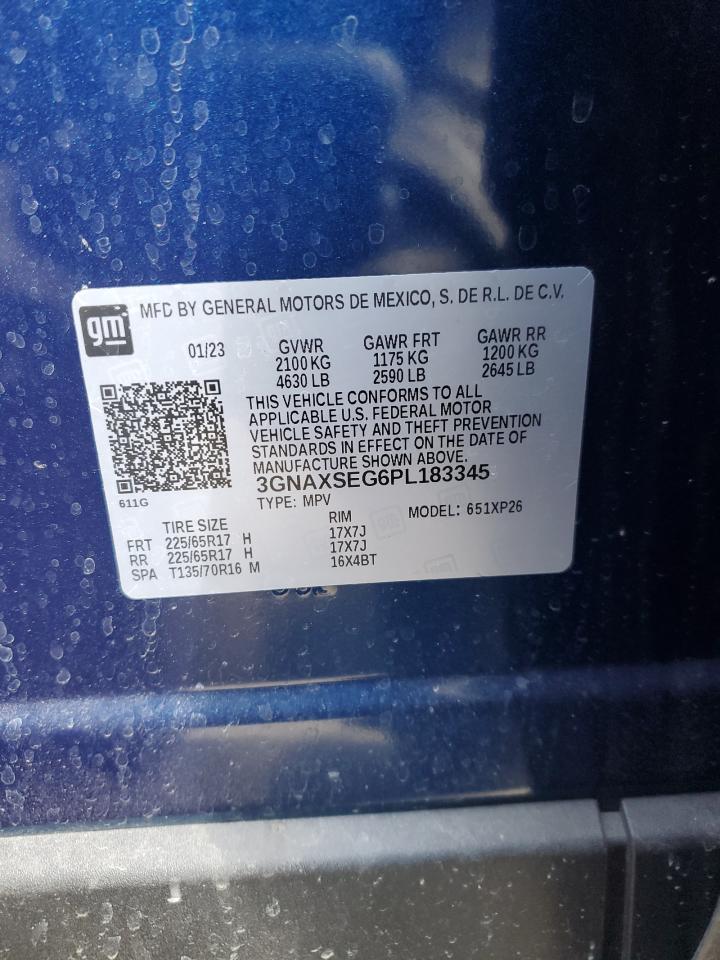 gm
MFD BY GENERAL MOTORS DE MEXICO, S. DE R.L. DE C.V.
01/23 GVWR GAWR FRT GAWR RR
2100 KG 1175 KG 1200 KG
4630 LB 2590 LB 2645 LB
THIS VEHICLE CONFORMS TO ALL
APPLICABLE U.S. FEDERAL MOTOR
VEHICLE SAFETY AND THEFT PREVENTION
STANDARDS IN EFFECT ON THE DATE OF
MANUFACTURE SHOWN ABOVE.
611G
3GNAXSEG6PL183345
TYPE: MPV MODEL: 651XP26
TIRE SIZE RIM
FRT 225/65R17 H 17X7J
RR 225/65R17 H 17X7J
SPA T135/70R16 M 16X4BT